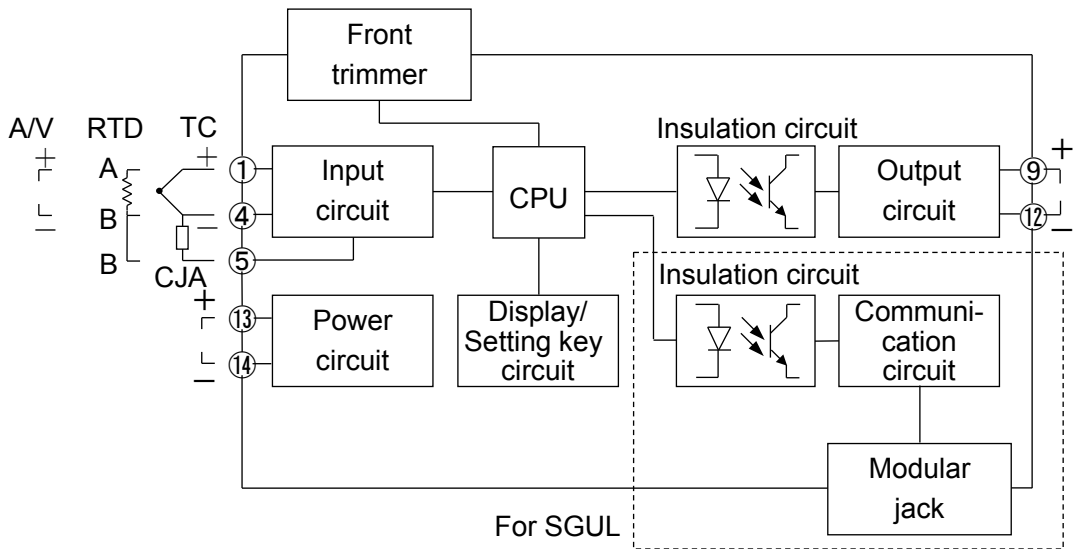 Front
trimmer
A/V
RTD
TC
Insulation circuit
+
A
+
1
Input
circuit
CPU
Output
circuit
9
+
−
B
−
4
12
−
B
CJA
5
Insulation circuit
+
13
Power
circuit
Display/
Setting key
circuit
Communi-
cation
circuit
−
14
Modular
jack
For SGUL